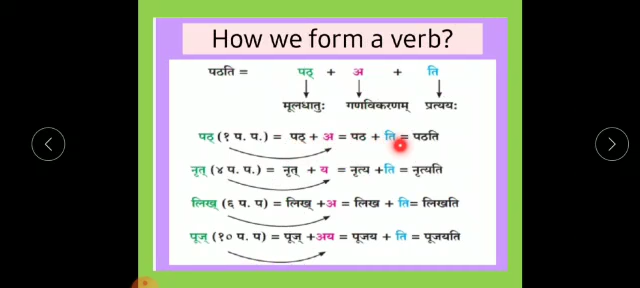 How we form a verb?
पठति = पठ् + अ + ति
मूलधातुः गणविकरणम् प्रत्ययः
पठ् (१ प. प.) = पठ् + अ = पठ + ति = पठति
नृत् (४ प. प.) = नृत् + य = नृत्य +ति = नृत्यति
लिख् (६ प. प) = लिख् +अ = लिख + ति= लिखति
पूज् (१० प. प) = पूज् +अय = पूजय + ति = पूजयति